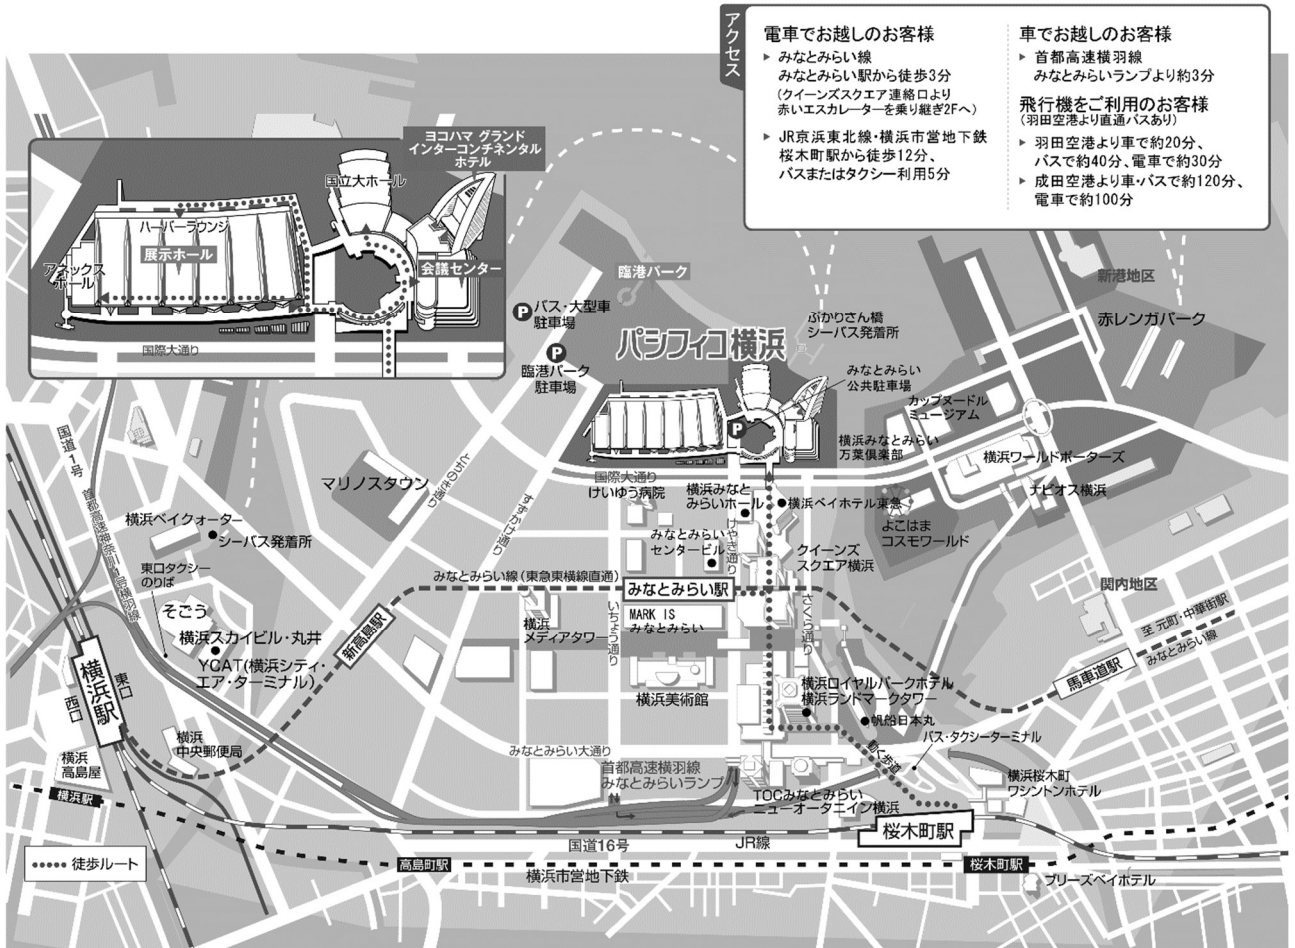 アクセス
電車でお越しのお客様
みなとみらい線
みなとみらい駅から徒歩3分
(クイーンズスクエア連絡口より
赤いエスカレーターを乗り継ぎ2Fへ)
JR京浜東北線・横浜市営地下鉄
桜木町駅から徒歩12分、
バスまたはタクシー利用5分
車でお越しのお客様
首都高速横羽線
みなとみらいランプより約3分
飛行機をご利用のお客様
(羽田空港より直通バスあり)
羽田空港より車で約20分、
バスで約40分、電車で約30分
成田空港より車・バスで約120分、
電車で約100分
ヨコハマ グランド
インターコンチネンタル
ホテル
国立大ホール
ハーバーラウンジ
展示ホール
アネックス
ホール
会議センター
国際大通り
P バス・大型車
駐車場
P
臨港パーク
駐車場
臨港パーク
パシフィコ横浜
ぷかりさん橋
シーバス発着所
新港地区
赤レンガパーク
みなとみらい
公共駐車場
カップヌードル
ミュージアム
P
横浜みなとみらい
万葉倶楽部
横浜ワールドポーターズ
ナビオス横浜
国道1号
首都高速神奈川1号横羽線
マリノスタウン
とちのき通り
すずかけ通り
国際大通り
けいゆう病院
横浜みなと
みらいホール
横浜ベイホテル東急
よこはま
コスモワールド
横浜ベイクォーター
シーバス発着所
みなとみらい
センタービル
けやき通り
クイーンズ
スクエア横浜
東口タクシー
のりば
みなとみらい線(東急東横線直通)
みなとみらい駅
関内地区
そごう
横浜スカイビル・丸井
YCAT(横浜シティ・
エア・ターミナル)
新高島駅
横浜
メディアタワー
いちょう通り
MARK IS
みなとみらい
さくら通り
至 元町・中華街駅
みなとみらい線
馬車道駅
横浜駅
東口
西口
横浜美術館
横浜ロイヤルパークホテル
横浜ランドマークタワー
帆船日本丸
横浜
中央郵便局
みなとみらい大通り
バス・タクシーターミナル
動く歩道
横浜
高島屋
首都高速横羽線
みなとみらいランプ
横浜桜木町
ワシントンホテル
横浜駅
TOCみなとみらい
ニューオータニイン横浜
桜木町駅
国道16号
JR線
徒歩ルート
高島町駅
横浜市営地下鉄
桜木町駅
ブリーズベイホテル